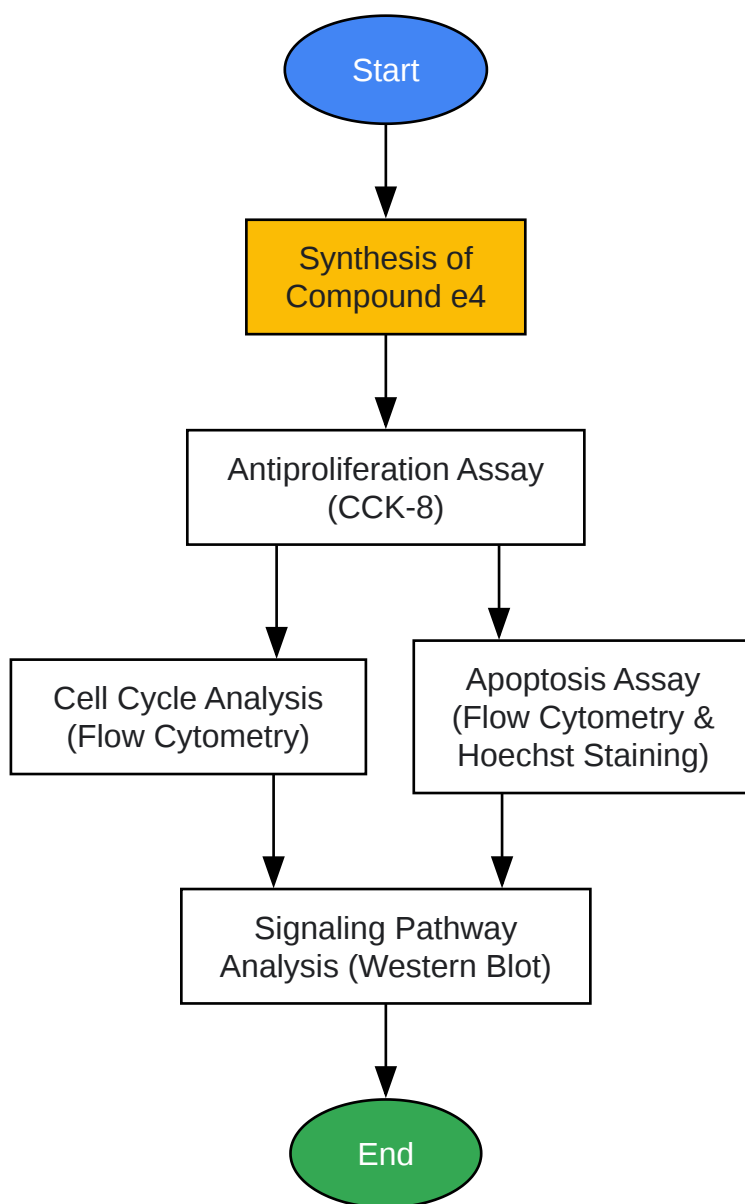 Start
Synthesis of
Compound e4
Antiproliferation Assay
(CCK-8)
Cell Cycle Analysis
(Flow Cytometry)
Apoptosis Assay
(Flow Cytometry &
Hoechst Staining)
Signaling Pathway
Analysis (Western Blot)
End